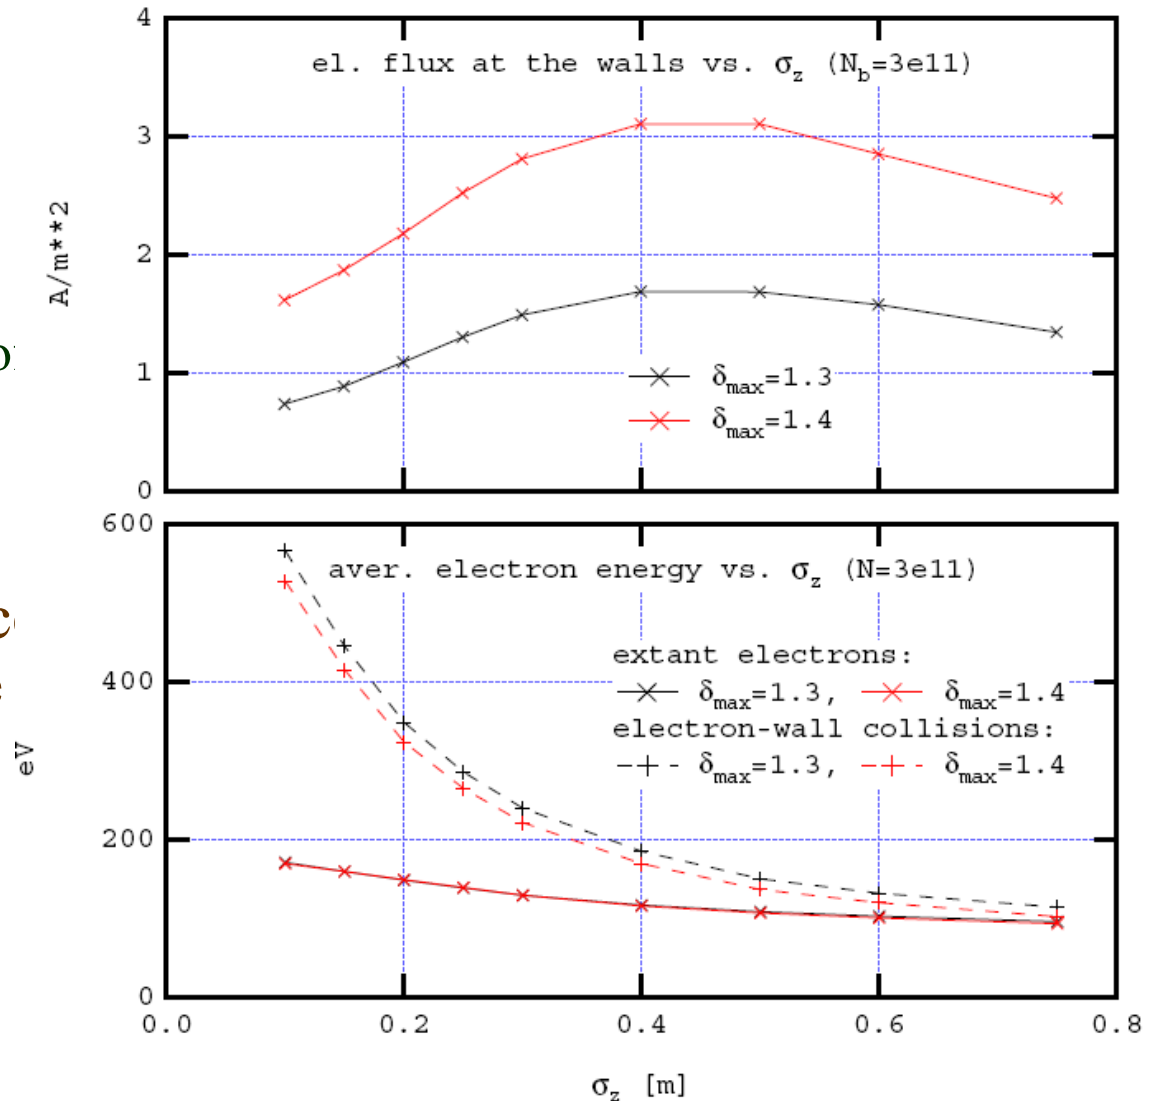 4
el. flux at the walls vs. σz (Nb=3e11)
3
A/m**2
2
1
δmax=1.3
δmax=1.4
0
600
aver. electron energy vs. σz (N=3e11)
extant electrons:
400
δmax=1.3, δmax=1.4
electron-wall collisions:
eV
δmax=1.3, δmax=1.4
200
0
0.0 0.2 0.4 0.6 0.8
σz [m]